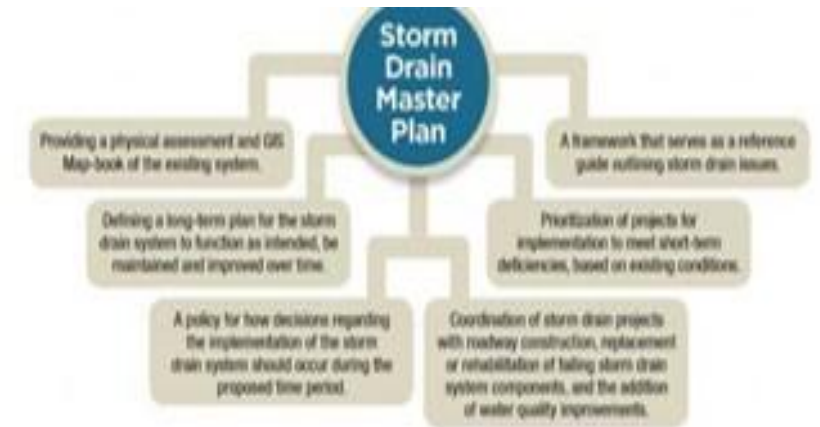 Storm
Drain
Master
Plan
Providing a physical assessment and GIS
Map-book of the existing system.
A framework that serves as a reference
guide outlining storm drain issues.
Defining a long-term plan for the storm
drain system to function as intended, be
maintained and improved over time.
Prioritization of projects for
implementation to meet short-term
deficiencies, based on existing conditions.
A policy for how decisions regarding
the implementation of the storm
drain system should occur during the
proposed time period.
Coordination of storm drain projects
with roadway construction, replacement
or rehabilitation of failing storm drain
system components, and the addition
of water quality improvements.